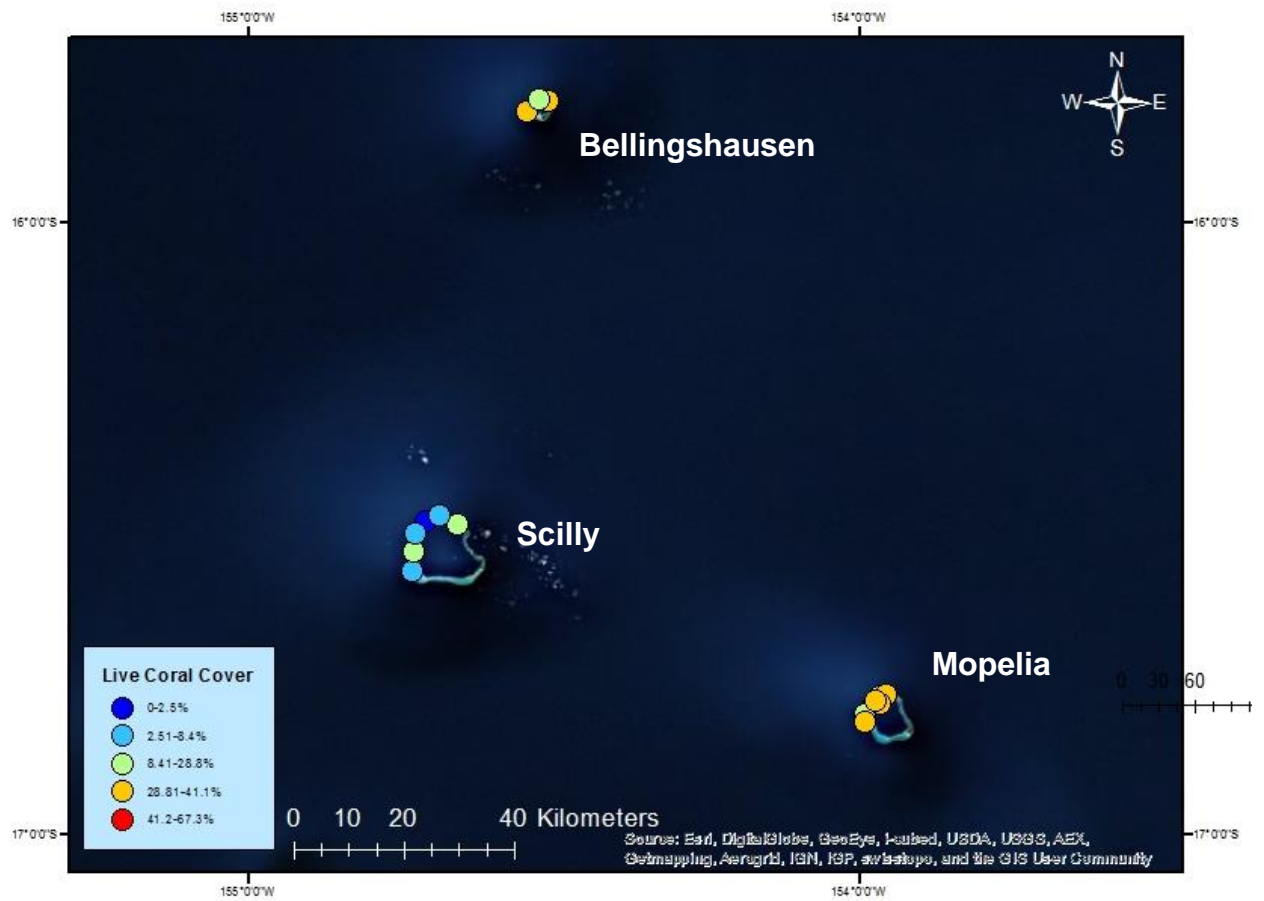 155°0'0"W 154°0'0"W
N
W E
S
Bellingshausen
16°0'0"S 16°0'0"S
Scilly
Mopelia
0 30 60
Live Coral Cover
0-2.5%
2.51-8.4%
8.41-28.8%
28.81-41.1%
41.2-67.3%
0 10 20 40 Kilometers
Source: Esri, DigitalGlobe, GeoEye, i-cubed, USDA, USGS, AEX,
Getmapping, Aerogrid, IGN, IGP, swisstopo, and the GIS User Community
17°0'0"S 17°0'0"S
155°0'0"W 154°0'0"W